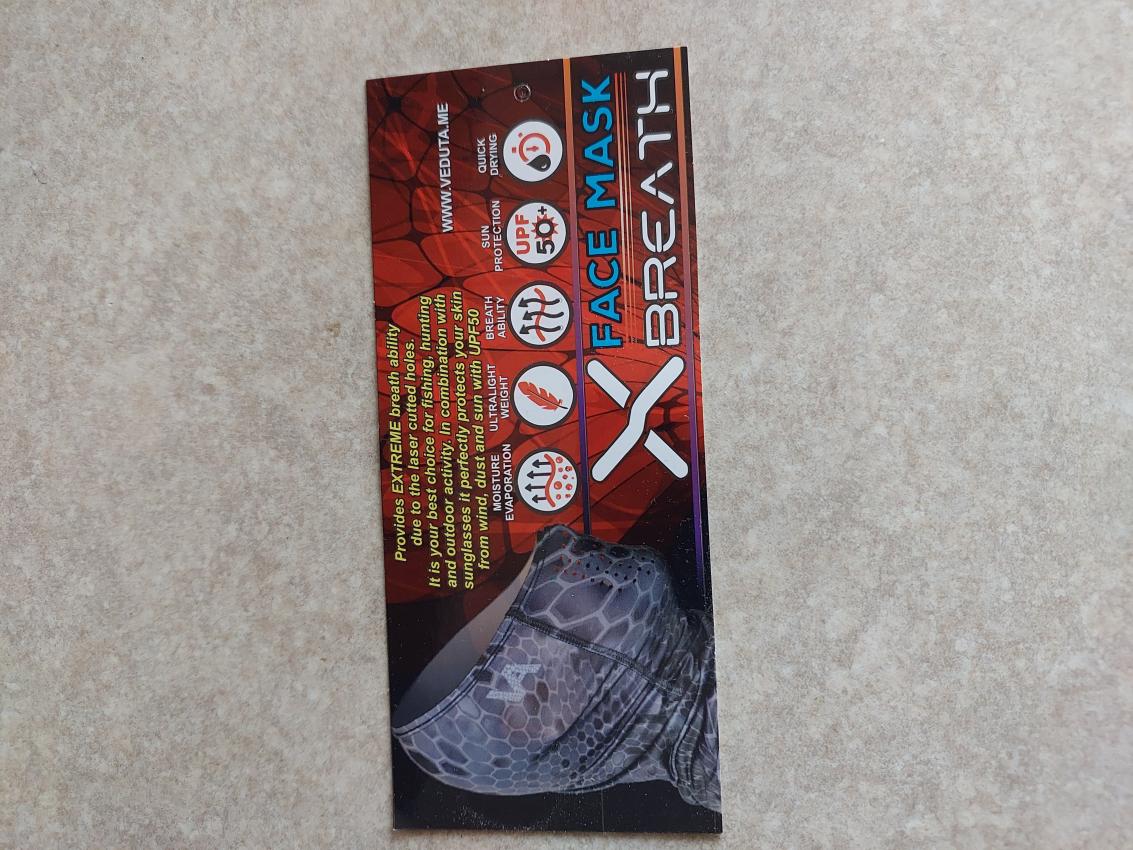 Provides EXTREME breath ability
due to the laser cutted holes.
It is your best choice for fishing, hunting
and outdoor activity. In combination with
sunglasses it perfectly protects your skin
from wind, dust and sun with UPF50
WWW.VEDUTA.ME
MOISTURE
EVAPORATION
ULTRALIGHT
WEIGHT
BREATH
ABILITY
SUN
PROTECTION
QUICK
DRYING
UPF
50+
FACE MASK
X BREATH